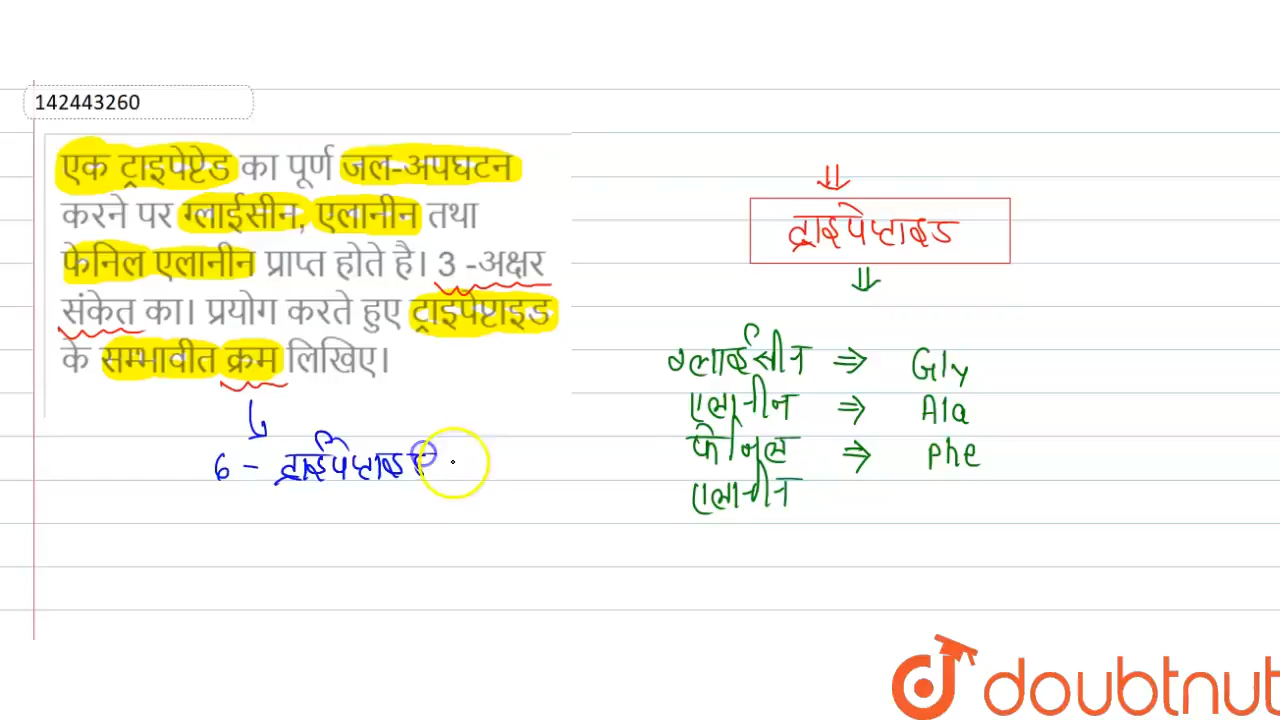 142443260
एक ट्राइपेप्टेड का पूर्ण जल-अपघटन
करने पर ग्लाईसीन, एलानीन तथा
फेनिल एलानीन प्राप्त होते है। 3 -अक्षर
संकेत का। प्रयोग करते हुए ट्राइपेप्टाइड
के सम्भावीत क्रम लिखिए।
6 - ट्राईपेप्टाइड
⇓
ट्राइपेप्टाइड
⇓
ग्लाईसीन ⇒ Gly
एलानीन ⇒ Ala
फेनिल ⇒ phe
एलानीन
doubtnut